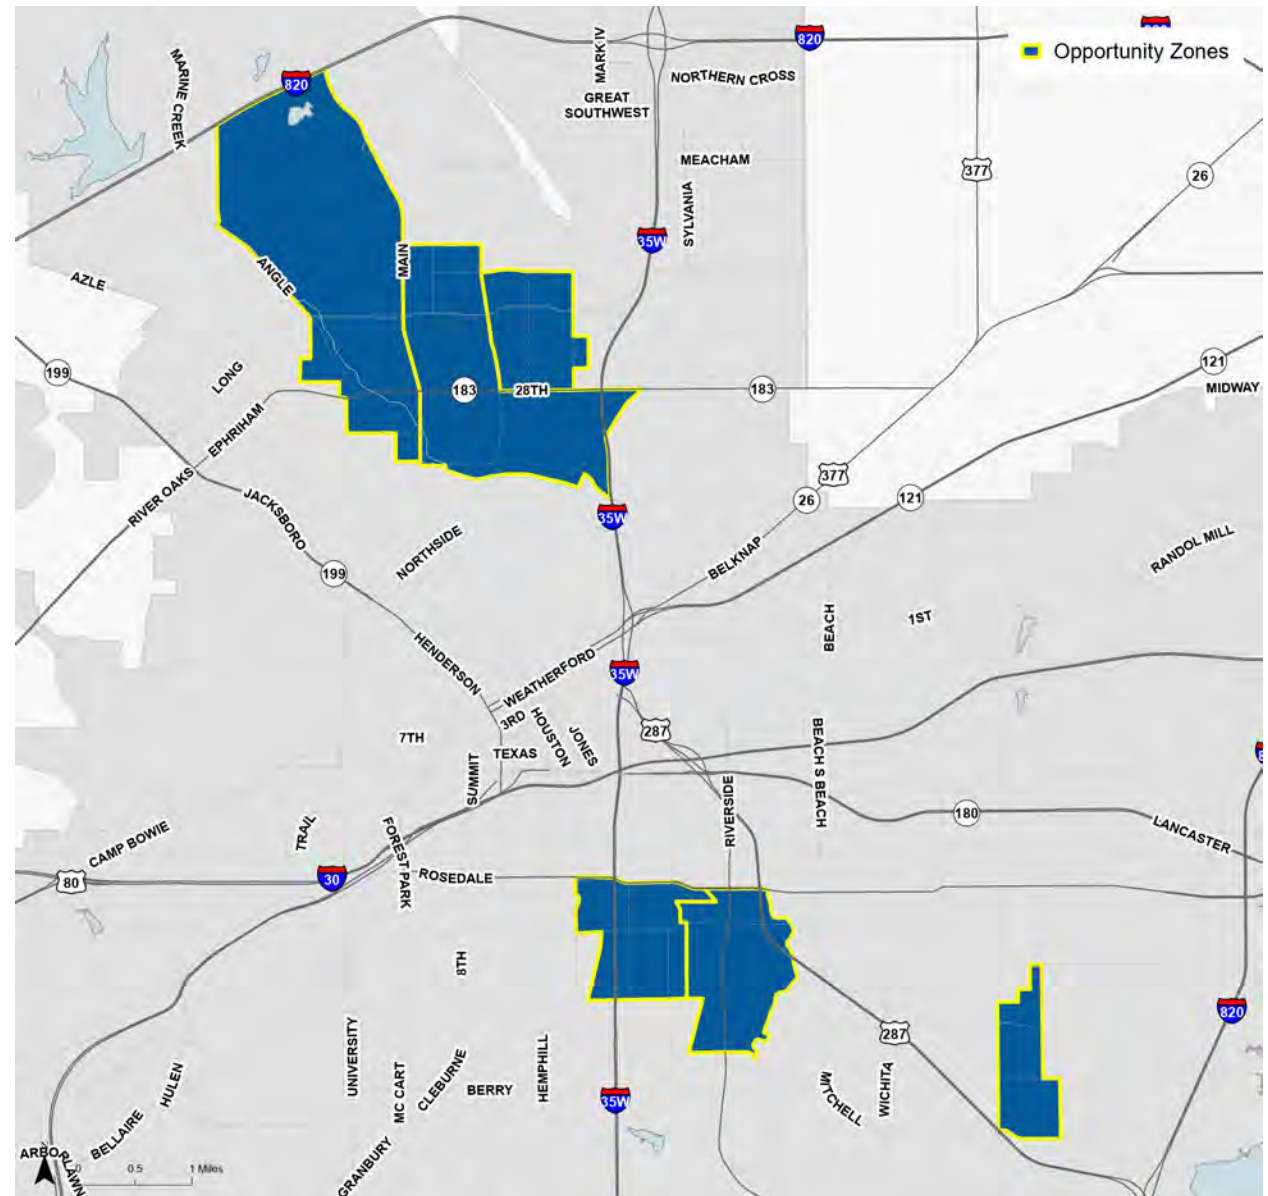 Opportunity Zones
820
MARINE CREEK
MARK IV
820
NORTHERN CROSS
GREAT
SOUTHWEST
MEACHAM
377
26
SYLVANIA
35W
MAIN
ANGLE
AZLE
199
LONG
183
28TH
183
121
MIDWAY
EPHRIHAM
RIVER OAKS
JACKSBORO
377
26
121
35W
NORTHSIDE
BELKNAP
RANDOL MILL
199
BEACH
1ST
HENDERSON
WEATHERFORD
35W
3RD
HOUSTON
JONES
287
7TH
TEXAS
SUMMIT
BEACH S BEACH
RIVERSIDE
180
LANCASTER
CAMP BOWIE
TRAIL
FOREST PARK
80
30
ROSEDALE
8TH
820
287
UNIVERSITY
MC CART
CLEBURNE
BERRY
HEMPHILL
35W
MITCHELL
WICHITA
HULEN
BELLAIRE
GRANBURY
ARBORLAWN
0 0.5 1 Miles